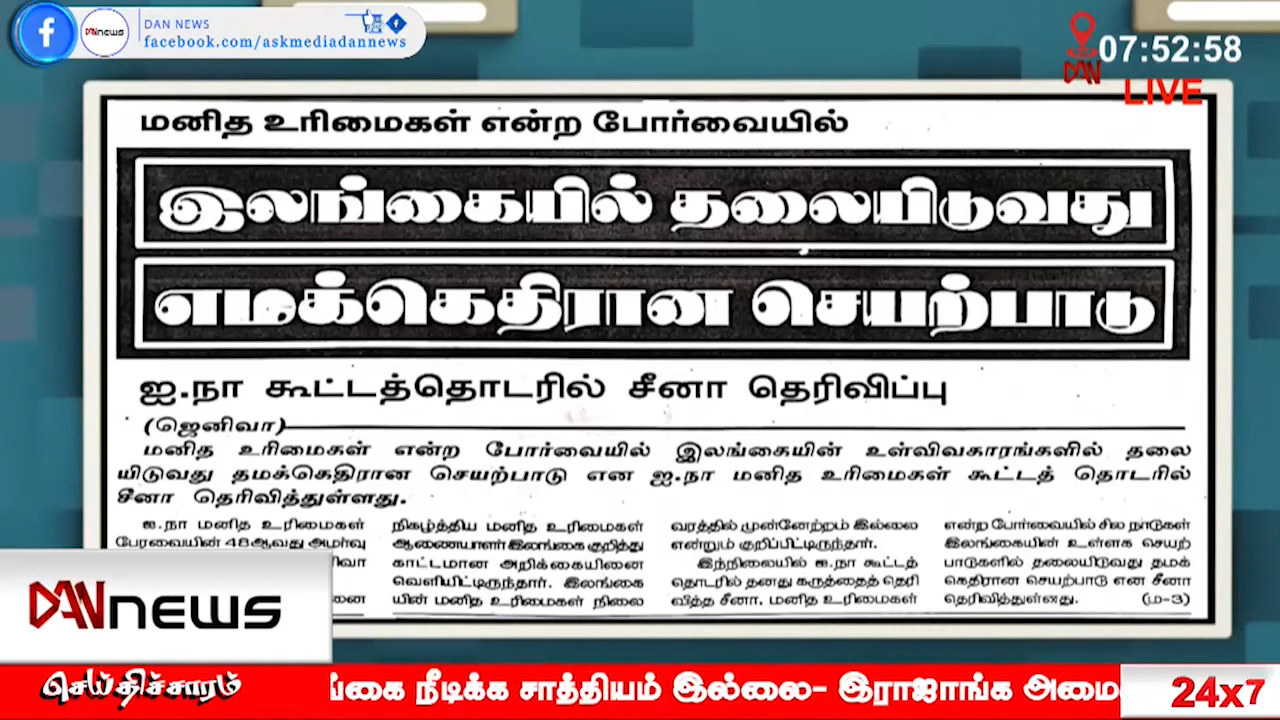 DAN NEWS
facebook.com/askmediadannews
DAN news
07:52:58
DAN
LIVE
மனித உரிமைகள் என்ற போர்வையில்
இலங்கையில் தலையிடுவது
எமக்கெதிரான செயற்பாடு
ஐ.நா கூட்டத்தொடரில் சீனா தெரிவிப்பு
(ஜெனிவா)
மனித உரிமைகள் என்ற போர்வையில் இலங்கையின் உள்விவகாரங்களில் தலை
யிடுவது தமக்கெதிரான செயற்பாடு என ஐ.நா மனித உரிமைகள் கூட்டத் தொடரில்
சீனா தெரிவித்துள்ளது.
ஐ.நா மனித உரிமைகள்
பேரவையின் 48ஆவது அமர்வு
நிகழ்த்திய மனித உரிமைகள்
ஆணையாளர் இலங்கை குறித்து
காட்டமான அறிக்கையினை
வெளியிட்டிருந்தார். இலங்கை
யின் மனித உரிமைகள் நிலை
வரத்தில் முன்னேற்றம் இல்லை
என்றும் குறிப்பிட்டிருந்தார்.
இந்நிலையில் ஐ.நா கூட்டத்
தொடரில் தனது கருத்தைத் தெரி
வித்த சீனா, மனித உரிமைகள்
என்ற போர்வையில் சில நாடுகள்
இலங்கையின் உள்ளக செயற்
பாடுகளில் தலையிடுவது தமக்
கெதிரான செயற்பாடு என சீனா
தெரிவித்துள்ளது. (ம-3)
DAN news
செய்திச்சாரம்
நீடிக்க சாத்தியம் இல்லை- இராஜாங்க
24x7